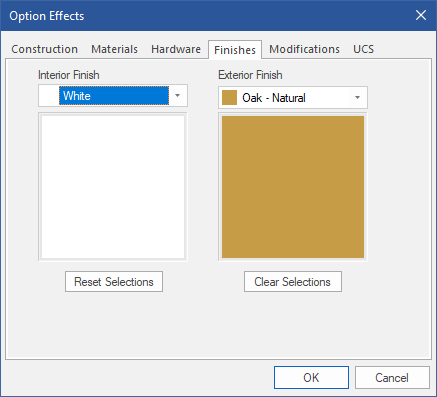 Option Effects
Construction Materials Hardware Finishes Modifications UCS
Interior Finish Exterior Finish
White Oak - Natural
Reset Selections Clear Selections
OK Cancel